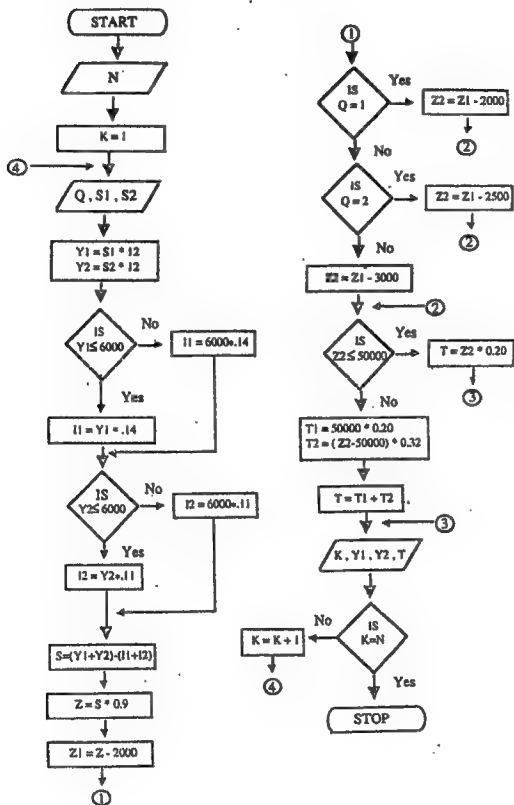 START
N
K = 1
④
Q , S1 , S2
Y1 = S1 * 12
Y2 = S2 * 12
IS
Y1≤6000
No
I1 = 6000*.14
Yes
I1 = Y1 * .14
IS
Y2≤6000
No
I2 = 6000*.11
Yes
I2 = Y2*.11
S=(Y1+Y2)-(I1+I2)
Z = S * 0.9
Z1 = Z - 2000
①
①
IS
Q = 1
Yes
Z2 = Z1 - 2000
②
No
IS
Q = 2
Yes
Z2 = Z1 - 2500
②
No
Z2 = Z1 - 3000
②
IS
Z2≤50000
Yes
T = Z2 * 0.20
③
No
T1 = 50000 * 0.20
T2 = ( Z2-50000) * 0.32
T = T1 + T2
③
K , Y1 , Y2 , T
IS
K=N
No
K = K + 1
④
Yes
STOP